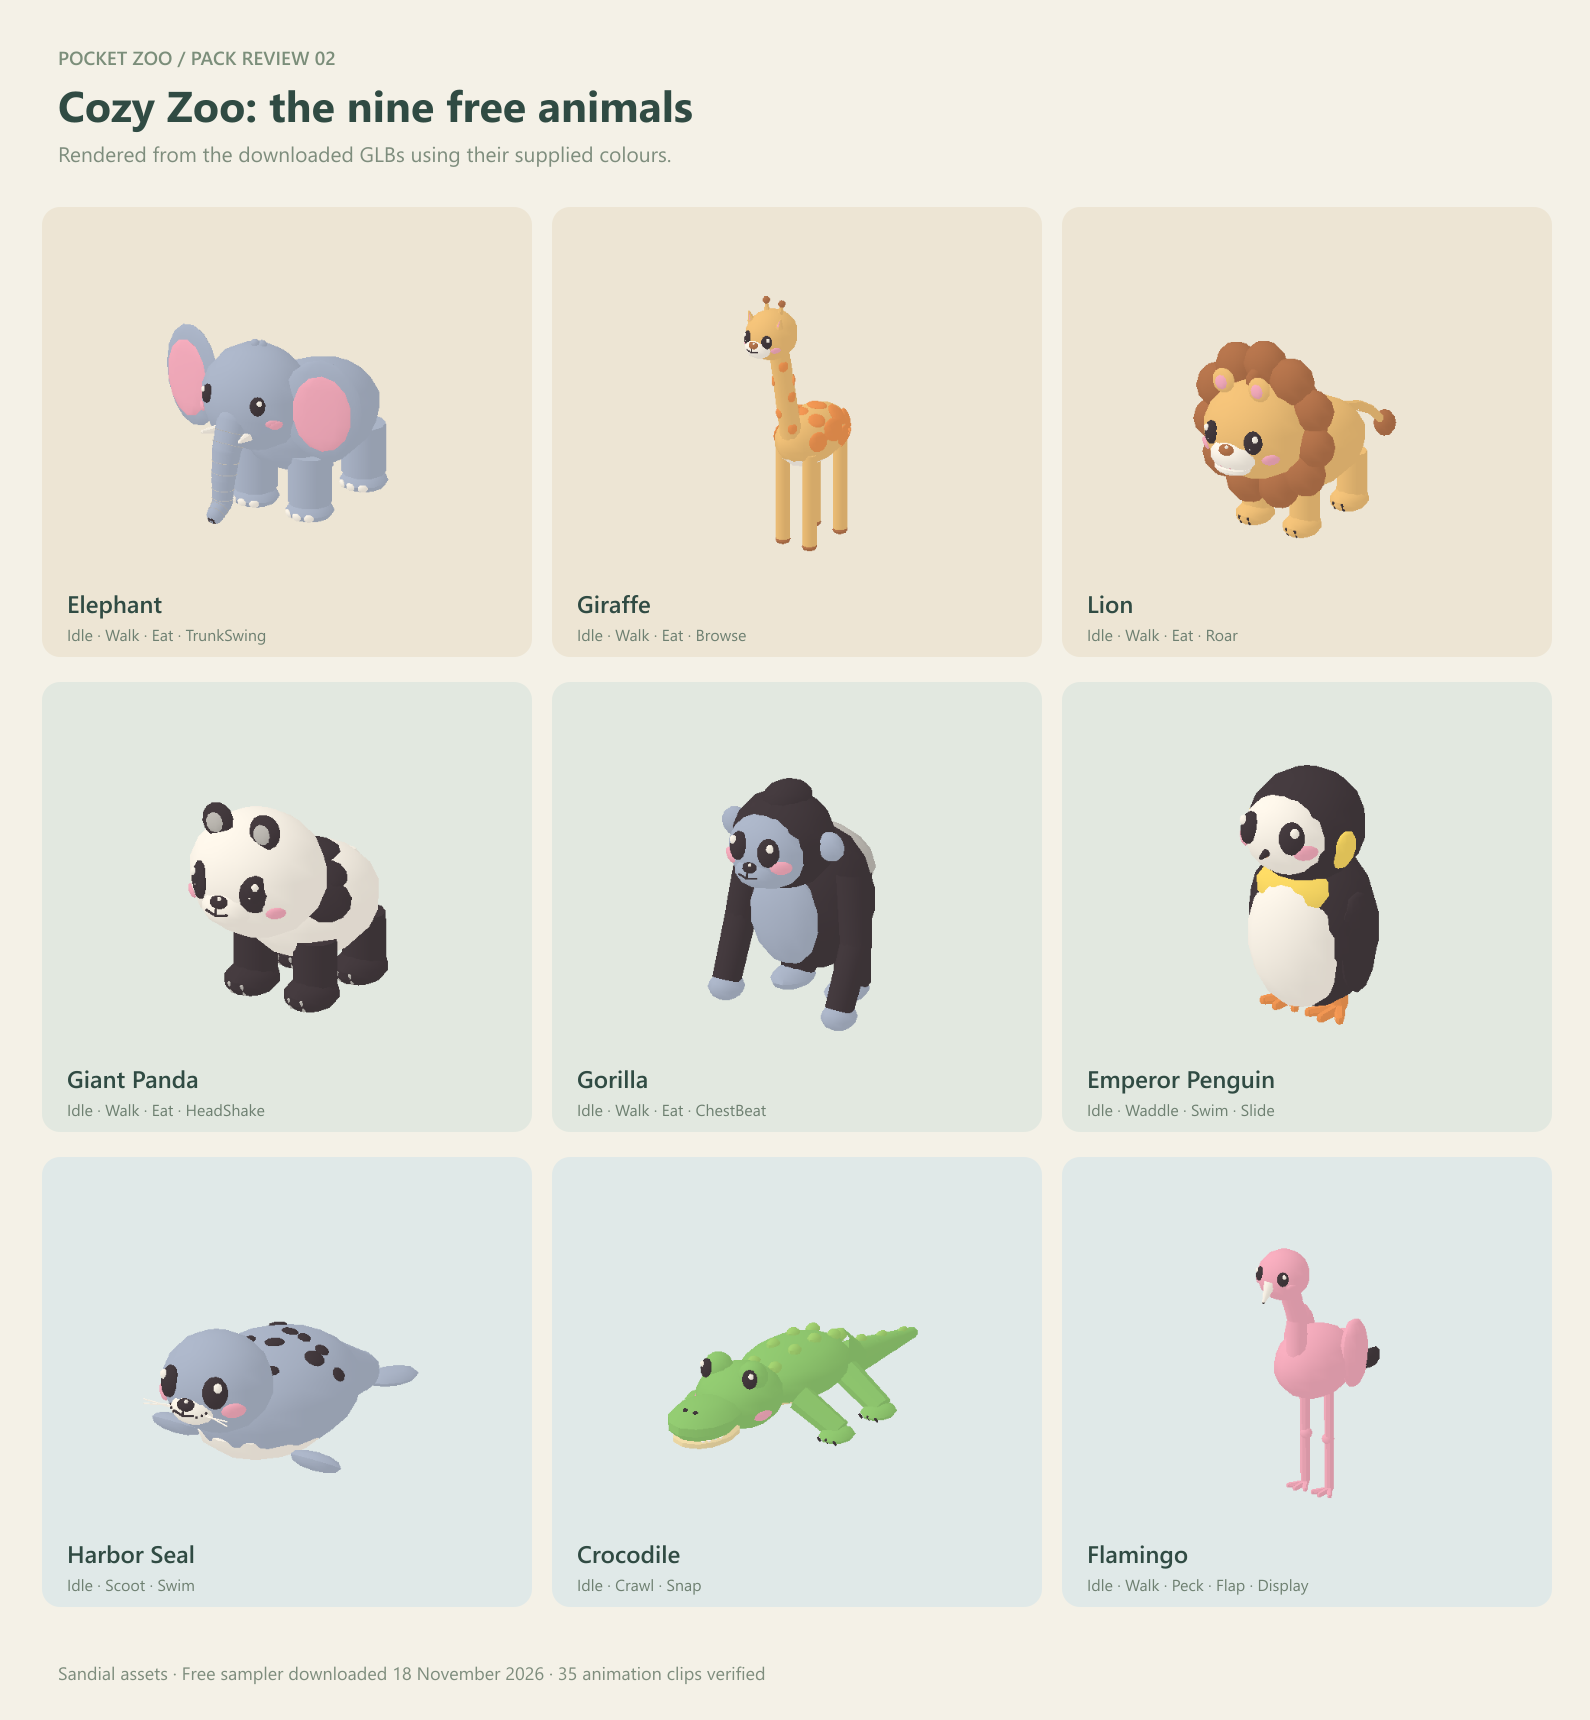 POCKET ZOO / PACK REVIEW 02
Cozy Zoo: the nine free animals
Rendered from the downloaded GLBs using their supplied colours.
Elephant
Idle · Walk · Eat · TrunkSwing
Giraffe
Idle · Walk · Eat · Browse
Lion
Idle · Walk · Eat · Roar
Giant Panda
Idle · Walk · Eat · HeadShake
Gorilla
Idle · Walk · Eat · ChestBeat
Emperor Penguin
Idle · Waddle · Swim · Slide
Harbor Seal
Idle · Scoot · Swim
Crocodile
Idle · Crawl · Snap
Flamingo
Idle · Walk · Peck · Flap · Display
Sandial assets · Free sampler downloaded 18 November 2026 · 35 animation clips verified